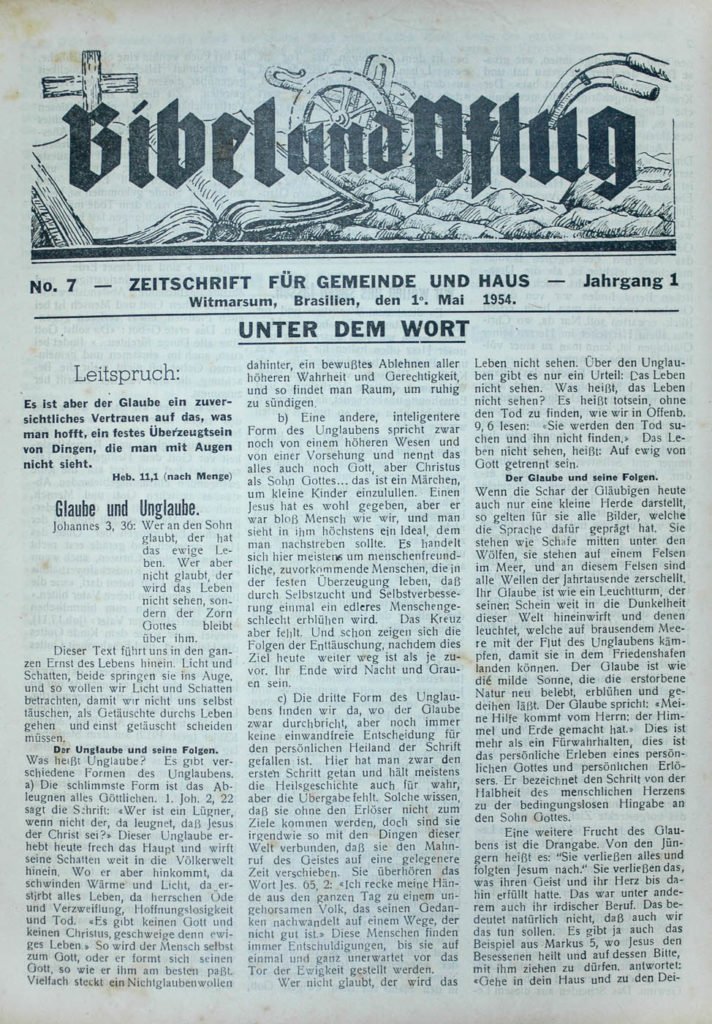 Bibel und Pflug
No. 7 — ZEITSCHRIFT FÜR GEMEINDE UND HAUS — Jahrgang 1
Witmarsum, Brasilien, den 1º. Mai 1954.
UNTER DEM WORT
Leitspruch:
Es ist aber der Glaube ein zuver-
sichtliches Vertrauen auf das, was
man hofft, ein festes Überzeugtsein
von Dingen, die man mit Augen
nicht sieht.
Heb. 11,1 (nach Menge)
Glaube und Unglaube.
Johannes 3, 36: Wer an den Sohn
glaubt, der hat
das ewige Le-
ben. Wer aber
nicht glaubt, der
wird das Leben
nicht sehen, son-
dern der Zorn
Gottes bleibt
über ihm.
Dieser Text führt uns in den gan-
zen Ernst des Lebens hinein. Licht und
Schatten, beide springen sie ins Auge,
und so wollen wir Licht und Schatten
betrachten, damit wir nicht uns selbst
täuschen, als Getäuschte durchs Leben
gehen und einst getäuscht scheiden
müssen.
Der Unglaube und seine Folgen.
Was heißt Unglaube? Es gibt ver-
schiedene Formen des Unglaubens.
a) Die schlimmste Form ist das Ab-
leugnen alles Göttlichen. 1. Joh. 2, 22
sagt die Schrift: «Wer ist ein Lügner,
wenn nicht der, da leugnet, daß Jesus
der Christ sei?» Dieser Unglaube er-
hebt heute frech das Haupt und wirft
seine Schatten weit in die Völkerwelt
hinein. Wo er aber hinkommt, da
schwinden Wärme und Licht, da er-
stirbt alles Leben, da herrschen Öde
und Verzweiflung, Hoffnungslosigkeit
und Tod. «Es gibt keinen Gott und
keinen Christus, geschweige denn ewi-
ges Leben.» So wird der Mensch selbst
zum Gott, oder er formt sich seinen
Gott, so wie er ihm am besten paßt.
Vielfach steckt ein Nichtglaubenwollen
dahinter, ein bewußtes Ablehnen aller
höheren Wahrheit und Gerechtigkeit,
und so findet man Raum, um ruhig
zu sündigen.
b) Eine andere, inteligentere
Form des Unglaubens spricht zwar
noch von einem höheren Wesen und
von einer Vorsehung und nennt das
alles auch noch Gott, aber Christus
als Sohn Gottes... das ist ein Märchen,
um kleine Kinder einzulullen. Einen
Jesus hat es wohl gegeben, aber er
war bloß Mensch wie wir, und man
sieht in ihm höchstens ein Ideal, dem
man nachstreben sollte. Es handelt
sich hier meistens um menschenfreund-
liche, zuvorkommende Menschen, die in
der festen Überzeugung leben, daß
durch Selbstzucht und Selbstverbesse-
rung einmal ein edleres Menschenge-
schlecht erblühen wird. Das Kreuz
aber fehlt. Und schon zeigen sich die
Folgen der Enttäuschung, nachdem dies
Ziel heute weiter weg ist als je zu-
vor. Ihr Ende wird Nacht und Grau-
en sein.
c) Die dritte Form des Unglau-
bens finden wir da, wo der Glaube
zwar durchbricht, aber noch immer
keine einwandfreie Entscheidung für
den persönlichen Heiland der Schrift
gefallen ist. Hier hat man zwar den
ersten Schritt getan und hält meistens
die Heilsgeschichte auch für wahr,
aber die Übergabe fehlt. Solche wissen,
daß sie ohne den Erlöser nicht zum
Ziele kommen werden, doch sind sie
irgendwie so mit den Dingen dieser
Welt verbunden, daß sie den Mahn-
ruf des Geistes auf eine gelegenere
Zeit verschieben. Sie überhören das
Wort Jes. 65, 2: «Ich recke meine Hän-
de aus den ganzen Tag zu einem un-
gehorsamen Volk, das seinen Gedan-
ken nachwandelt auf einem Wege, der
nicht gut ist.» Diese Menschen finden
immer Entschuldigungen, bis sie auf
einmal und ganz unerwartet vor das
Tor der Ewigkeit gestellt werden.
Wer nicht glaubt, der wird das
Leben nicht sehen. Über den Unglau-
ben gibt es nur ein Urteil: Das Leben
nicht sehen. Was heißt, das Leben
nicht sehen? Es heißt totsein, ohne
den Tod zu finden, wie wir in Offenb.
9, 6 lesen: «Sie werden den Tod su-
chen und ihn nicht finden.» Das Le-
ben nicht sehen, heißt: Auf ewig von
Gott getrennt sein.
Der Glaube und seine Folgen.
Wenn die Schar der Gläubigen heute
auch nur eine kleine Herde darstellt,
so gelten für sie alle Bilder, welche
die Sprache dafür geprägt hat. Sie
stehen wie Schafe mitten unter den
Wölfen, sie stehen auf einem Felsen
im Meer, und an diesem Felsen sind
alle Wellen der Jahrtausende zerschellt.
Ihr Glaube ist wie ein Leuchtturm, der
seinen Schein weit in die Dunkelheit
dieser Welt hineinwirft und denen
leuchtet, welche auf brausendem Mee-
re mit der Flut des Unglaubens käm-
pfen, damit sie in dem Friedenshafen
landen können. Der Glaube ist wie
die milde Sonne, die die erstorbene
Natur neu belebt, erblühen und ge-
deihen läßt. Der Glaube spricht: «Mei-
ne Hilfe kommt vom Herrn: der Him-
mel und Erde gemacht hat.» Dies ist
mehr als ein Fürwahrhalten, dies ist
das persönliche Erleben eines persön-
lichen Gottes und persönlichen Erlö-
sers. Er bezeichnet den Schritt von der
Halbheit des menschlichen Herzens
zu der bedingungslosen Hingabe an
den Sohn Gottes.
Eine weitere Frucht des Glau-
bens ist die Drangabe. Von den Jün-
gern heißt es: "Sie verließen alles und
folgten Jesum nach." Sie verließen das,
was ihren Geist und ihr Herz bis da-
hin erfüllt hatte. Das war unter ande-
rem auch ihr irdischer Beruf. Das be-
deutet natürlich nicht, daß auch wir
das tun sollen. Es gibt ja auch das
Beispiel aus Markus 5, wo Jesus den
Besessenen heilt und auf dessen Bitte,
mit ihm ziehen zu dürfen, antwortet:
«Gehe in dein Haus und zu den Dei-